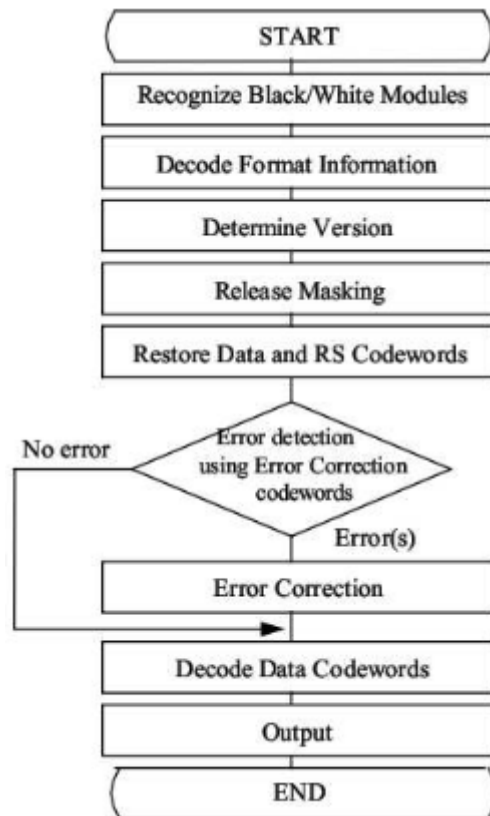 START
Recognize Black/White Modules
Decode Format Information
Determine Version
Release Masking
Restore Data and RS Codewords
No error
Error detection
using Error Correction
codewords
Error(s)
Error Correction
Decode Data Codewords
Output
END